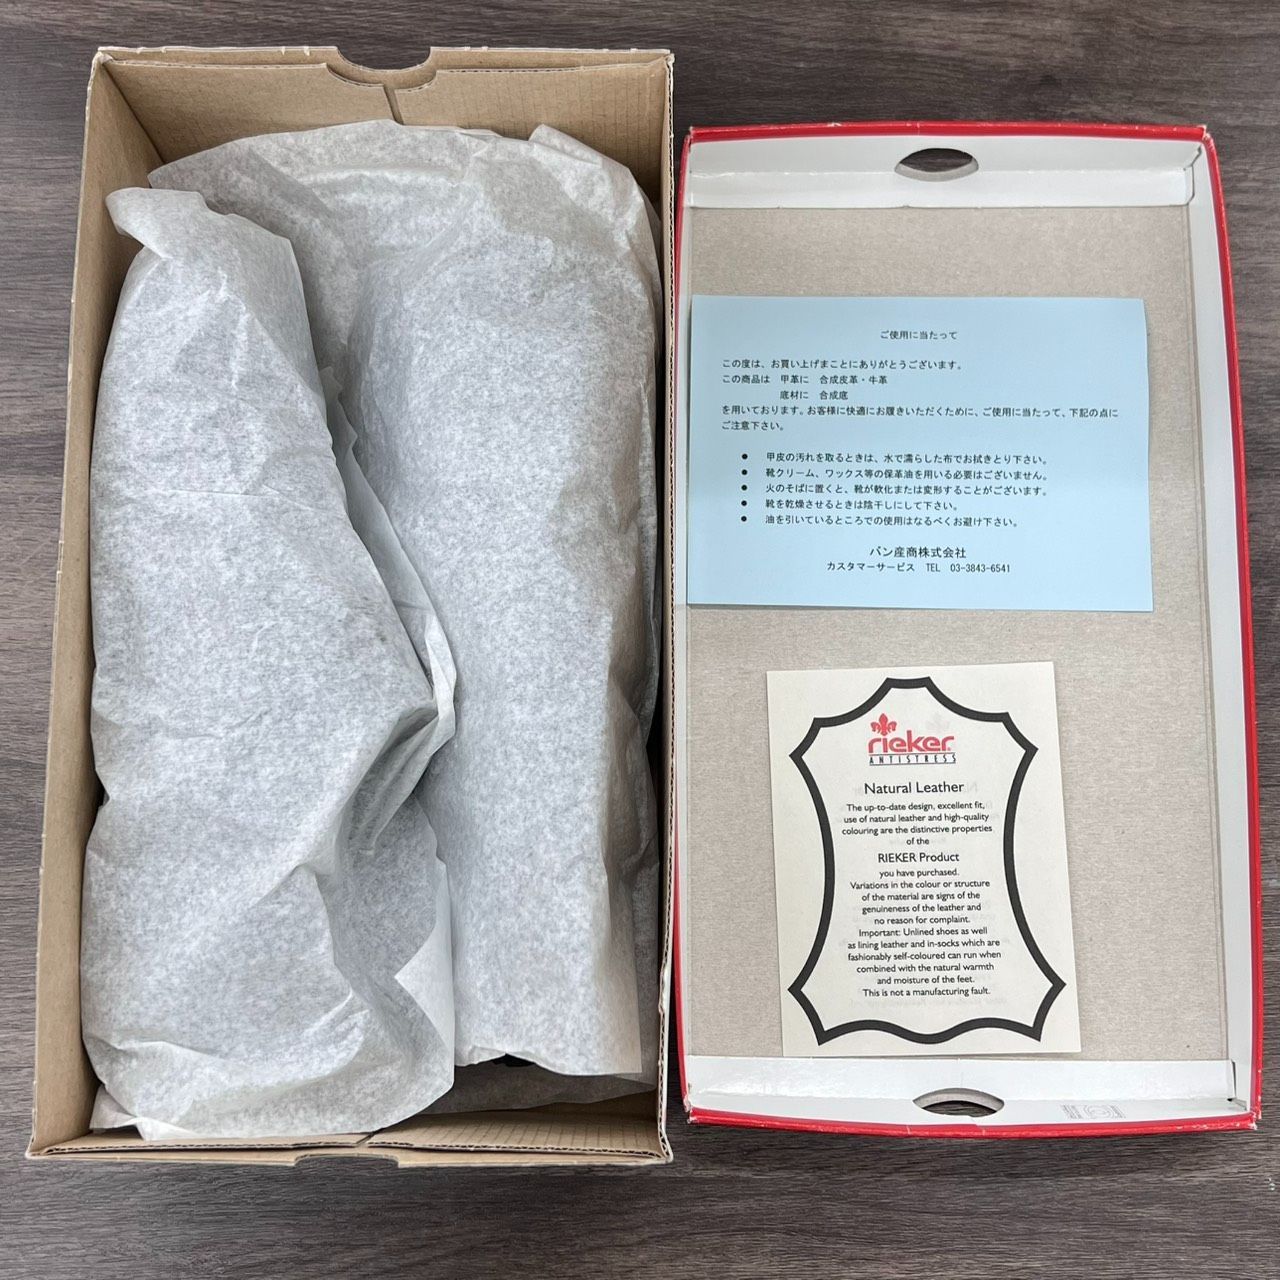 ご使用に当たって
この度は、お買い上げまことにありがとうございます。
この商品は　甲革に　合成皮革・牛革
底材に　合成底
を用いております。お客様に快適にお履きいただくために、ご使用に当たって、下記の点に
ご注意下さい。
● 甲皮の汚れを取るときは、水で濡らした布でお拭きとり下さい。
● 靴クリーム、ワックス等の保革油を用いる必要はございません。
● 火のそばに置くと、靴が軟化または変形することがございます。
● 靴を乾燥させるときは陰干しにして下さい。
● 油を引いているところでの使用はなるべくお避け下さい。
バン産商株式会社
カスタマーサービス　TEL　03-3843-6541
rieker
ANTISTRESS
Natural Leather
The up-to-date design, excellent fit,
use of natural leather and high-quality
colouring are the distinctive properties
of the
RIEKER Product
you have purchased.
Variations in the colour or structure
of the material are signs of the
genuineness of the leather and
no reason for complaint.
Important: Unlined shoes as well
as lining leather and in-socks which are
fashionably self-coloured can run when
combined with the natural warmth
and moisture of the feet.
This is not a manufacturing fault.